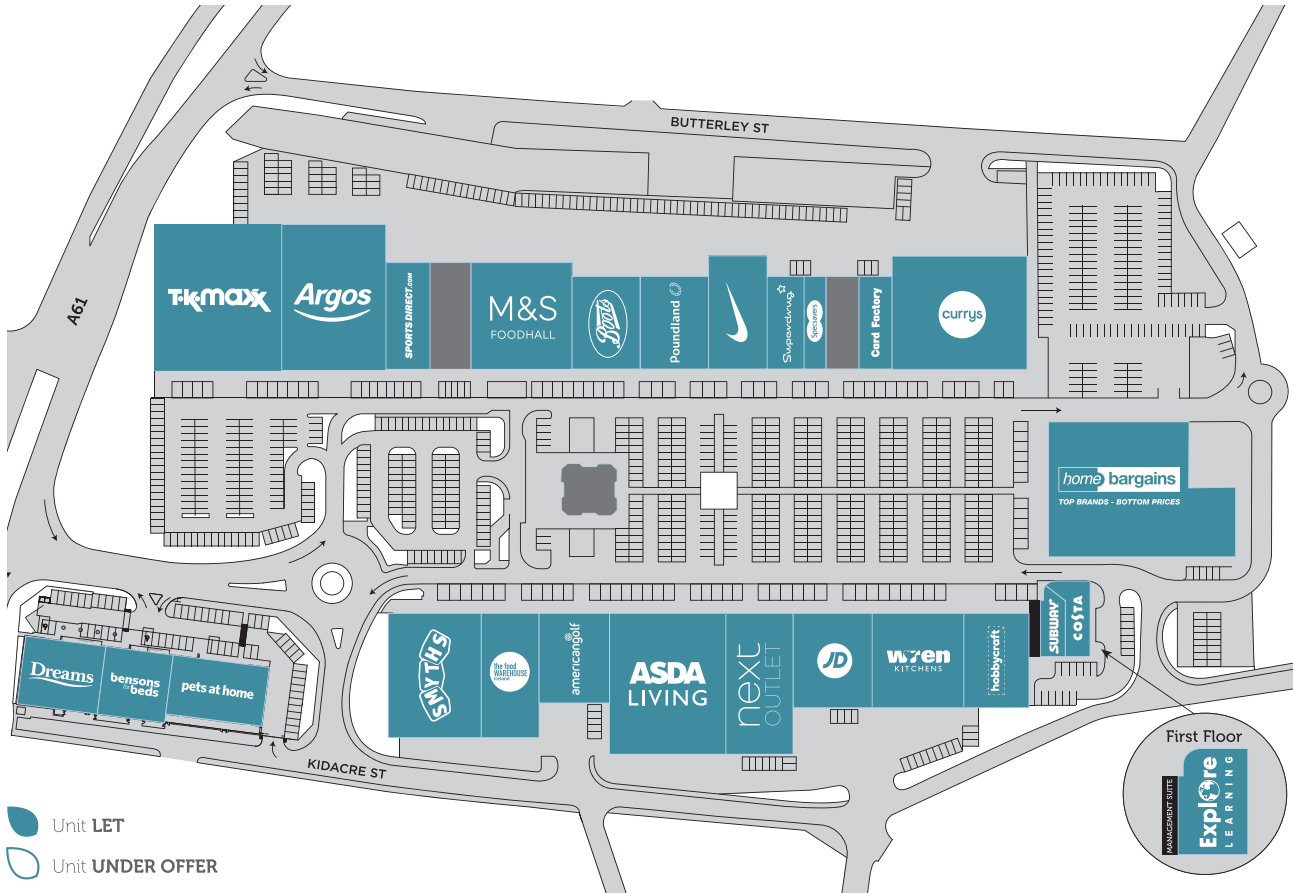 BUTTERLEY ST
A61
T·K·maxx
Argos
SPORTSDIRECT.COM
M&S
FOODHALL
Boots
Poundland
Superdrug
Specsavers
Card Factory
currys
home bargains
TOP BRANDS - BOTTOM PRICES
SUBWAY
COSTA
SMYTHS
the food
WAREHOUSE
Iceland
americangolf
ASDA
LIVING
next
OUTLET
JD
wren
KITCHENS
hobbycraft
Dreams
bensons
for beds
pets at home
KIDACRE ST
First Floor
MANAGEMENT SUITE
Explore
LEARNING
Unit LET
Unit UNDER OFFER